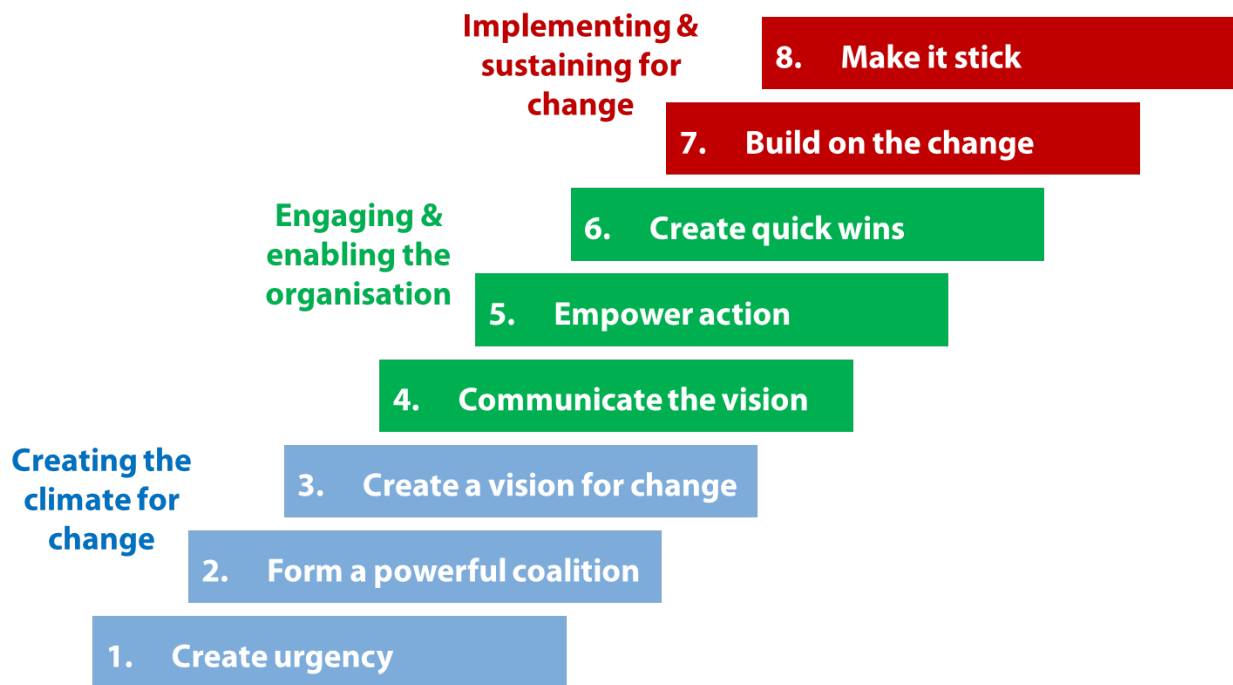 Implementing &
sustaining for
change
8. Make it stick
7. Build on the change
Engaging &
enabling the
organisation
6. Create quick wins
5. Empower action
4. Communicate the vision
Creating the
climate for
change
3. Create a vision for change
2. Form a powerful coalition
1. Create urgency